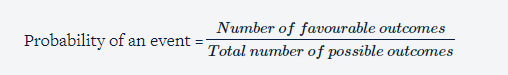 Probability of an event = Number of favourable outcomes
Total number of possible outcomes